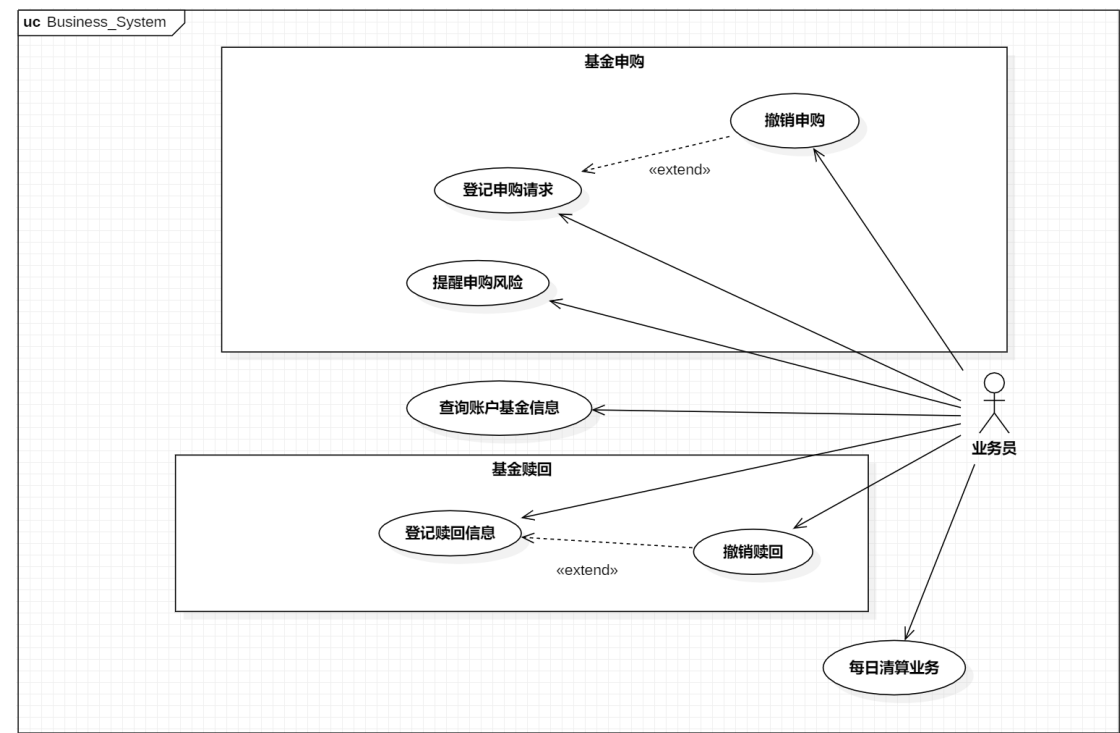 uc Business_System
基金申购
撤销申购
«extend»
登记申购请求
提醒申购风险
查询账户基金信息
业务员
基金赎回
登记赎回信息
撤销赎回
«extend»
每日清算业务